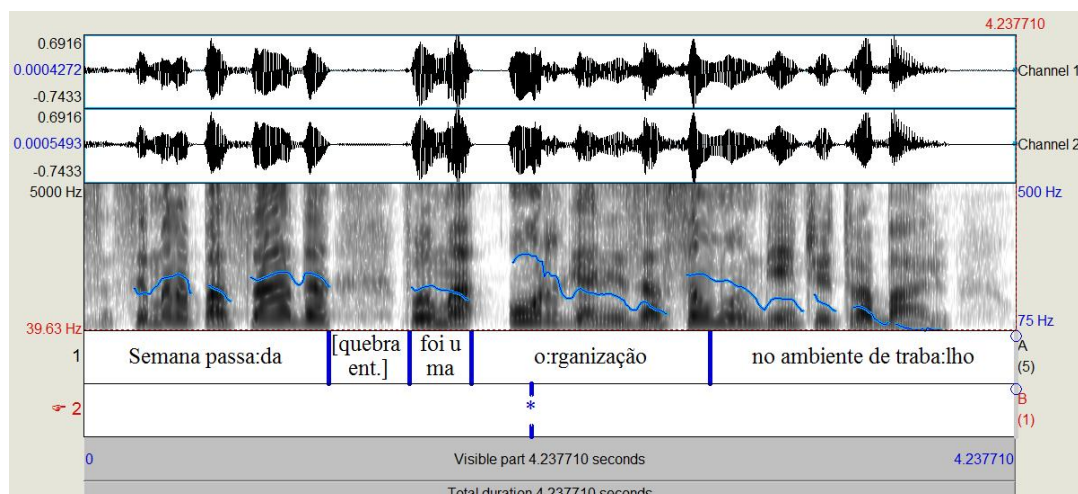 4.237710
0.6916
0.0004272
-0.7433
Channel 1
0.6916
0.0005493
-0.7433
Channel 2
5000 Hz
500 Hz
39.63 Hz
75 Hz
1
Semana passa:da
[quebra
ent.]
foi u
ma
o:rganização
no ambiente de traba:lho
A
(5)
2
*
B
(1)
0
Visible part 4.237710 seconds
4.237710
Total duration 4.237710 seconds